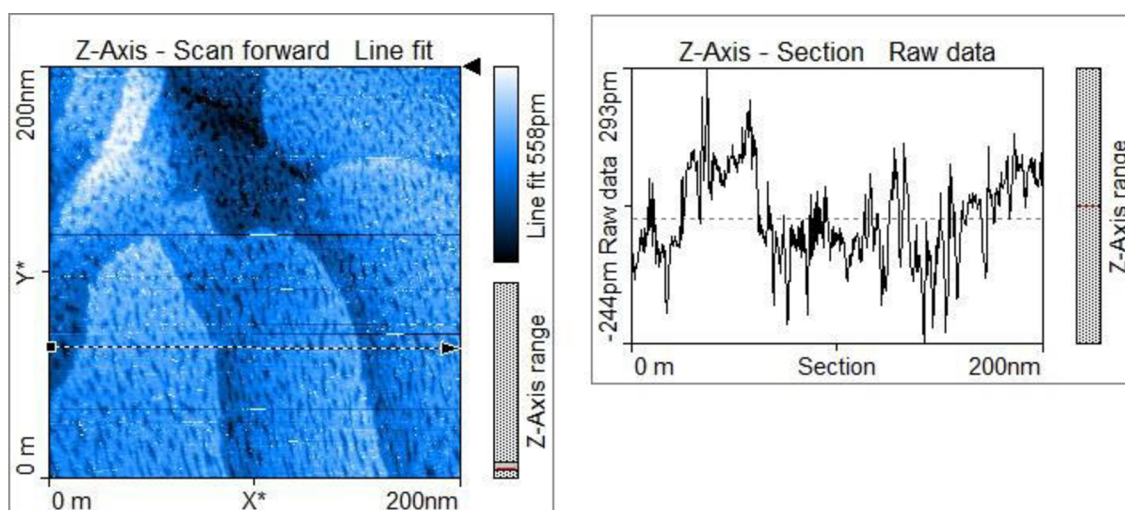 Z-Axis - Scan forward Line fit
200nm
Y*
0 m
0 m
X*
200nm
Line fit 558pm
Z-Axis range
Z-Axis - Section Raw data
-244pm Raw data 293pm
0 m
Section
200nm
Z-Axis range